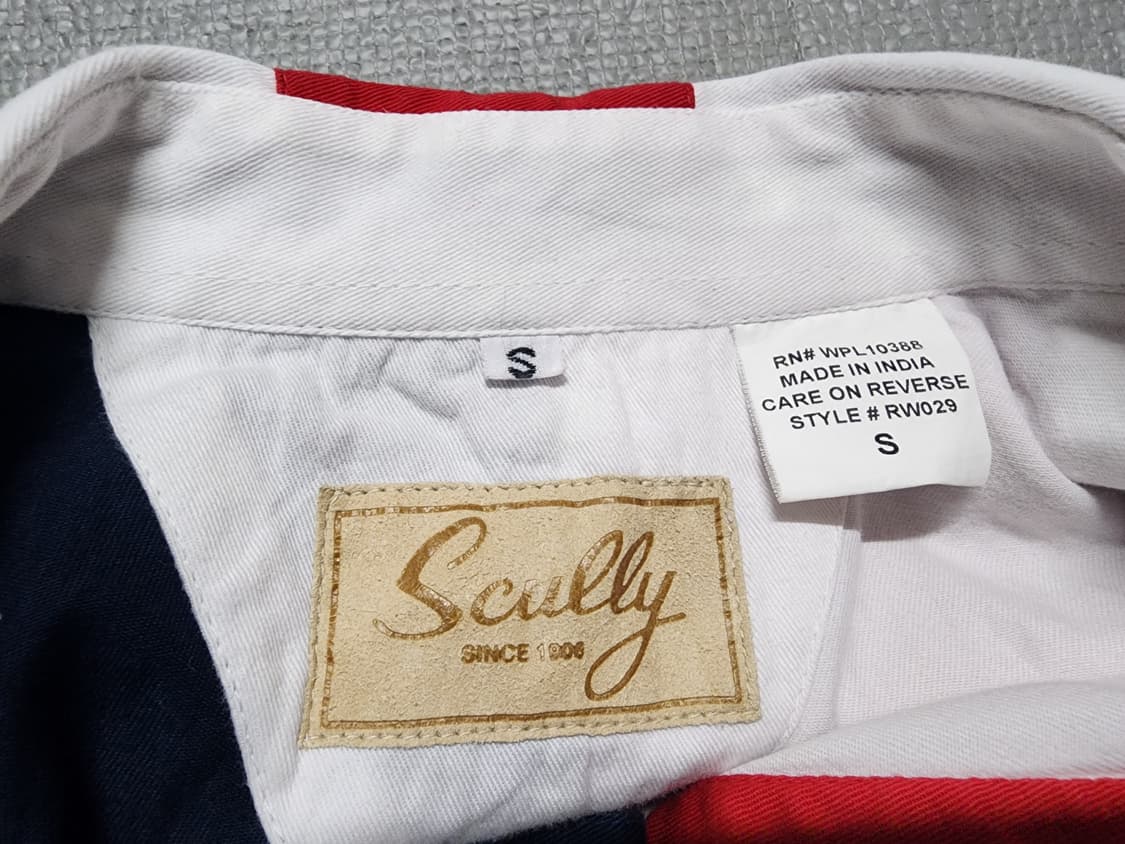 S
RN# WPL10388
MADE IN INDIA
CARE ON REVERSE
STYLE # RW029
S
Scully
SINCE 1906